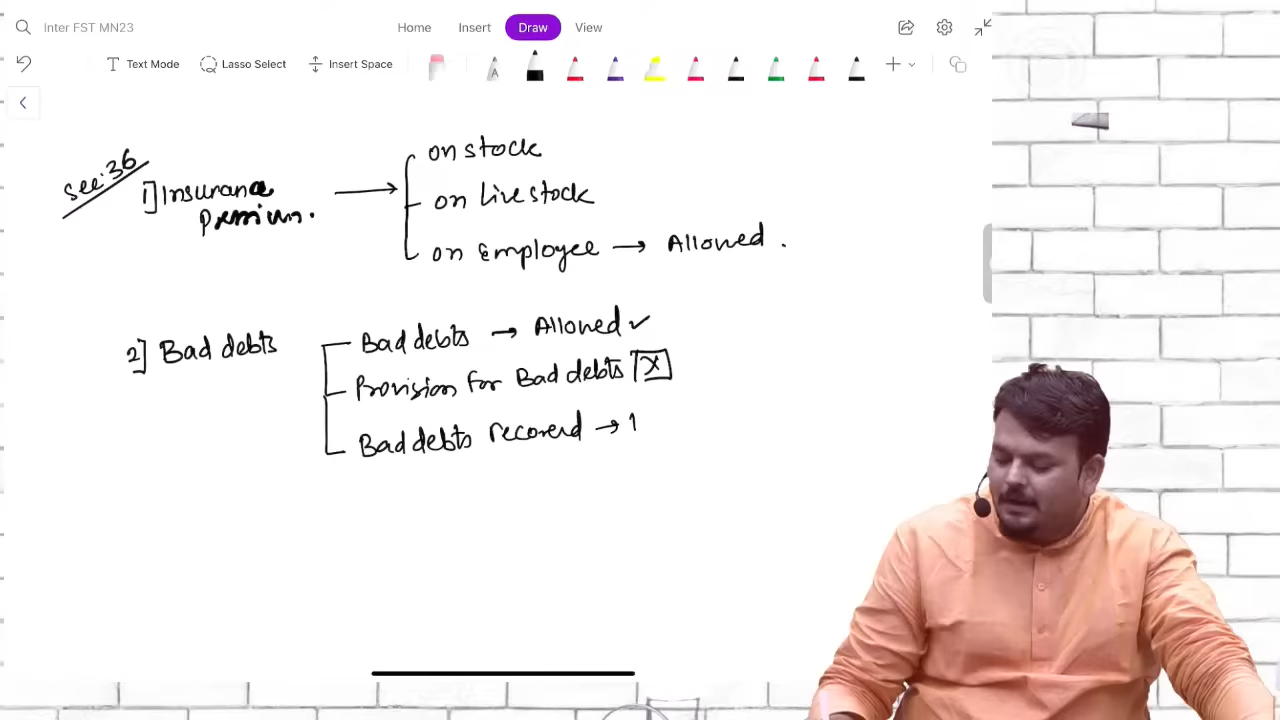 Inter FST MN23
Home Insert Draw View
Text Mode Lasso Select Insert Space
A
Sec:36
1] Insurance
Premium.
on stock
on live stock
on Employee → Allowed.
2] Bad debts
Bad debts → Allowed ✓
Provision for Bad debts [X]
Bad debts recoverd → 1